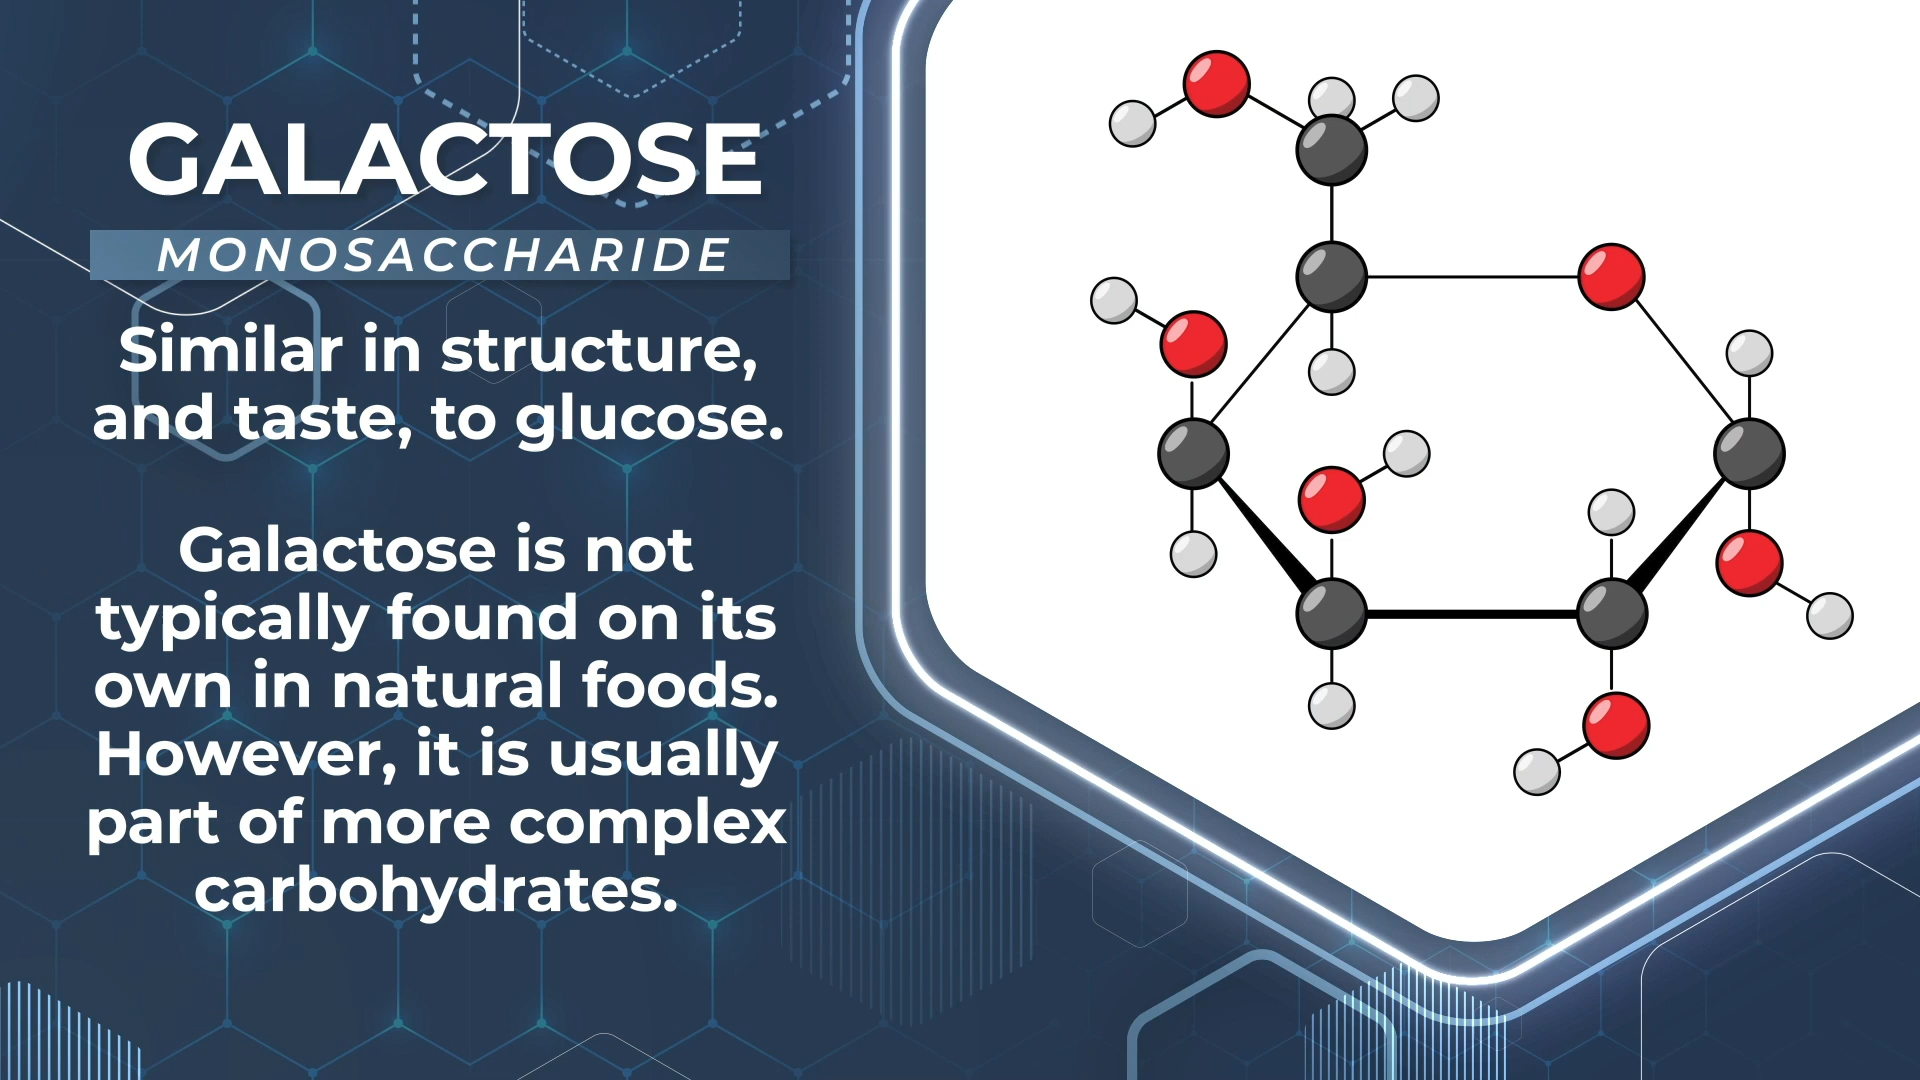 GALACTOSE
MONOSACCHARIDE
Similar in structure,
and taste, to glucose.
Galactose is not
typically found on its
own in natural foods.
However, it is usually
part of more complex
carbohydrates.